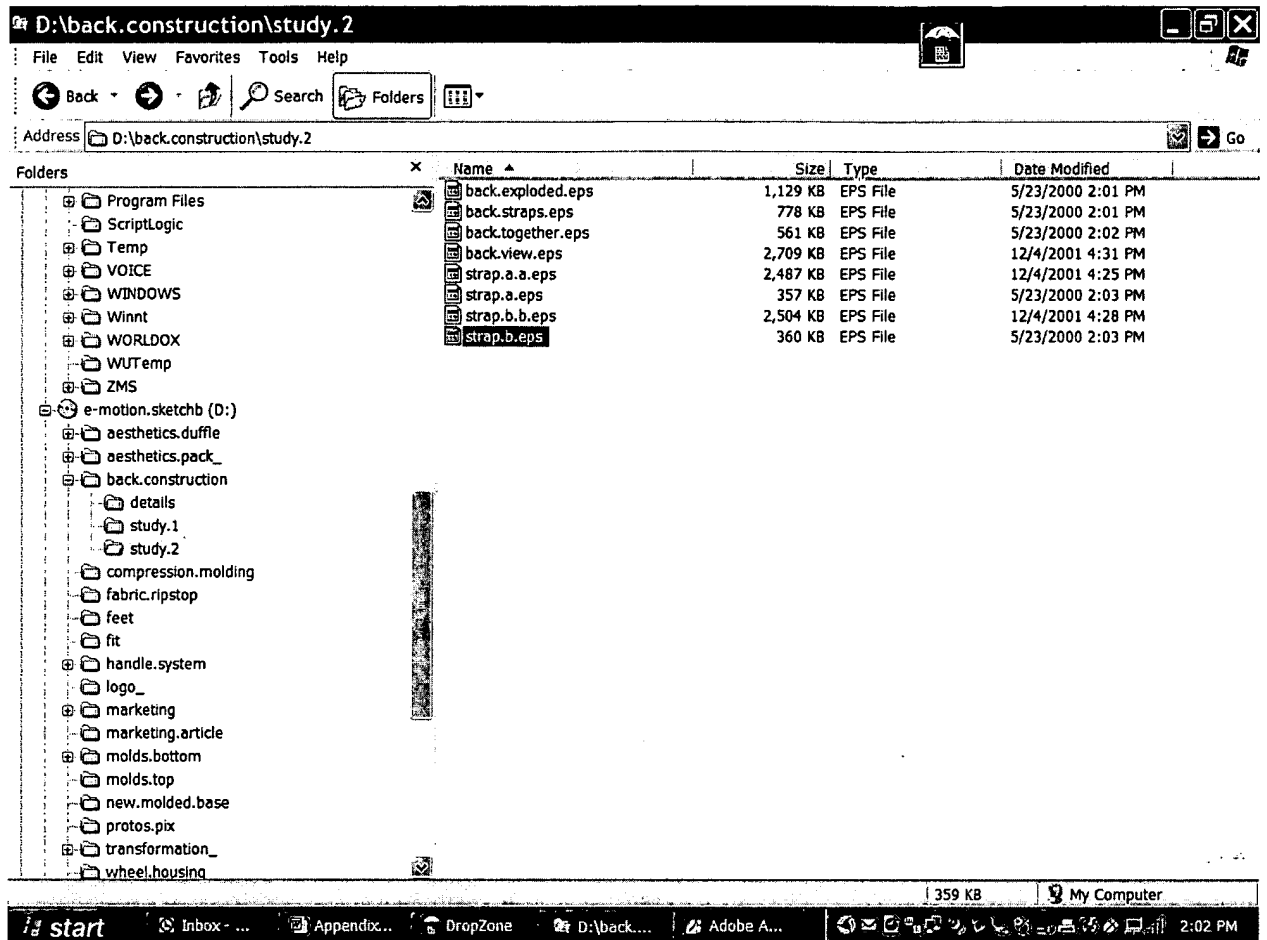 D:\back.construction\study.2
File Edit View Favorites Tools Help
Back Search Folders
Address D:\back.construction\study.2 Go
Folders
Program Files
ScriptLogic
Temp
VOICE
WINDOWS
Winnt
WORLDOX
WUTemp
ZMS
e-motion.sketchb (D:)
aesthetics.duffle
aesthetics.pack_
back.construction
details
study.1
study.2
compression.molding
fabric.ripstop
feet
fit
handle.system
logo_
marketing
marketing.article
molds.bottom
molds.top
new.molded.base
protos.pix
transformation_
wheel.housing
Name Size Type Date Modified
back.exploded.eps 1,129 KB EPS File 5/23/2000 2:01 PM
back.straps.eps 778 KB EPS File 5/23/2000 2:01 PM
back.together.eps 561 KB EPS File 5/23/2000 2:02 PM
back.view.eps 2,709 KB EPS File 12/4/2001 4:31 PM
strap.a.a.eps 2,487 KB EPS File 12/4/2001 4:25 PM
strap.a.eps 357 KB EPS File 5/23/2000 2:03 PM
strap.b.b.eps 2,504 KB EPS File 12/4/2001 4:28 PM
strap.b.eps 360 KB EPS File 5/23/2000 2:03 PM
359 KB My Computer
start Inbox - ... Appendix... DropZone D:\back.... Adobe A... 2:02 PM